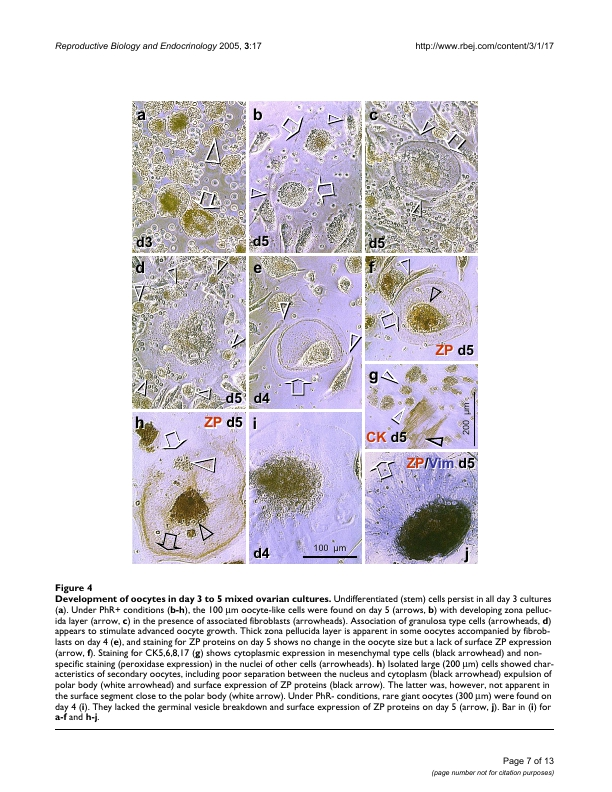 Reproductive Biology and Endocrinology 2005, 3:17
http://www.rbej.com/content/3/1/17
a
b
c
d3
d5
d5
d
e
f
ZP d5
d5
d4
g
CK d5
200 µm
h
ZP d5
i
ZP/Vim d5
d4
100 µm
j
Figure 4
Development of oocytes in day 3 to 5 mixed ovarian cultures. Undifferentiated (stem) cells persist in all day 3 cultures
(a). Under PhR+ conditions (b-h), the 100 µm oocyte-like cells were found on day 5 (arrows, b) with developing zona pelluc-
ida layer (arrow, c) in the presence of associated fibroblasts (arrowheads). Association of granulosa type cells (arrowheads, d)
appears to stimulate advanced oocyte growth. Thick zona pellucida layer is apparent in some oocytes accompanied by fibrob-
lasts on day 4 (e), and staining for ZP proteins on day 5 shows no change in the oocyte size but a lack of surface ZP expression
(arrow, f). Staining for CK5,6,8,17 (g) shows cytoplasmic expression in mesenchymal type cells (black arrowhead) and non-
specific staining (peroxidase expression) in the nuclei of other cells (arrowheads). h) Isolated large (200 µm) cells showed char-
acteristics of secondary oocytes, including poor separation between the nucleus and cytoplasm (black arrowhead) expulsion of
polar body (white arrowhead) and surface expression of ZP proteins (black arrow). The latter was, however, not apparent in
the surface segment close to the polar body (white arrow). Under PhR- conditions, rare giant oocytes (300 µm) were found on
day 4 (i). They lacked the germinal vesicle breakdown and surface expression of ZP proteins on day 5 (arrow, j). Bar in (i) for
a-f and h-j.
Page 7 of 13
(page number not for citation purposes)